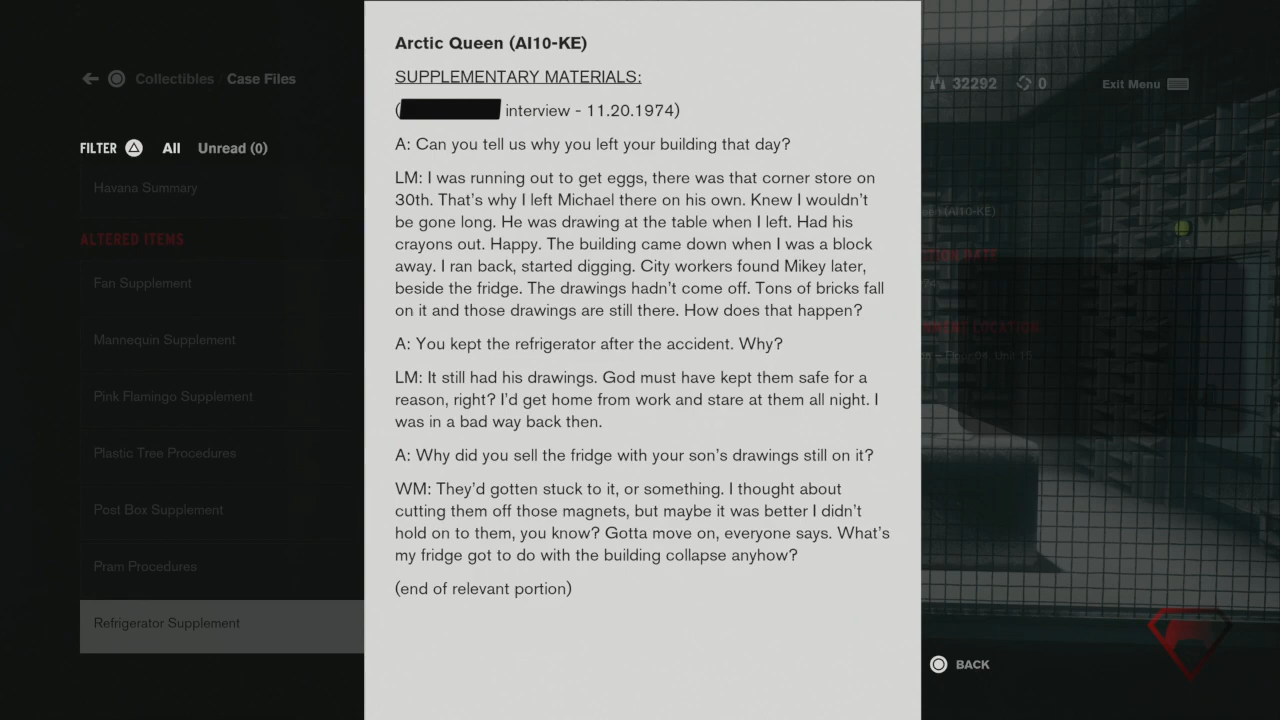 Arctic Queen (AI10-KE)
SUPPLEMENTARY MATERIALS:
( interview - 11.20.1974)
A: Can you tell us why you left your building that day?
LM: I was running out to get eggs, there was that corner store on
30th. That's why I left Michael there on his own. Knew I wouldn't
be gone long. He was drawing at the table when I left. Had his
crayons out. Happy. The building came down when I was a block
away. I ran back, started digging. City workers found Mikey later,
beside the fridge. The drawings hadn't come off. Tons of bricks fall
on it and those drawings are still there. How does that happen?
A: You kept the refrigerator after the accident. Why?
LM: It still had his drawings. God must have kept them safe for a
reason, right? I'd get home from work and stare at them all night. I
was in a bad way back then.
A: Why did you sell the fridge with your son's drawings still on it?
WM: They'd gotten stuck to it, or something. I thought about
cutting them off those magnets, but maybe it was better I didn't
hold on to them, you know? Gotta move on, everyone says. What's
my fridge got to do with the building collapse anyhow?
(end of relevant portion)
Collectibles / Case Files
FILTER All Unread (0)
Havana Summary
ALTERED ITEMS
Fan Supplement
Mannequin Supplement
Pink Flamingo Supplement
Plastic Tree Procedures
Post Box Supplement
Pram Procedures
Refrigerator Supplement
32292 0 Exit Menu
(AI10-KE)
LOCATION
Floor 04, Unit 15
BACK